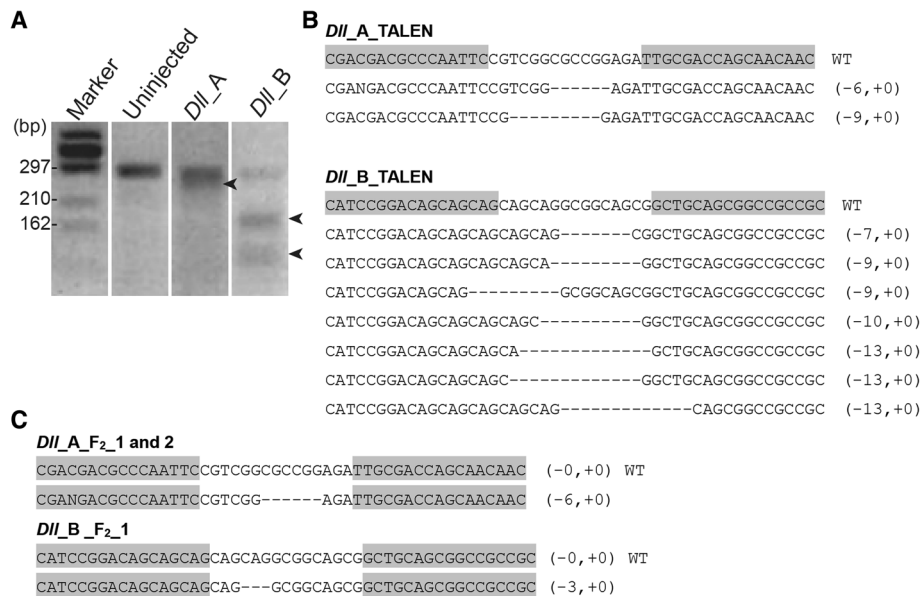 A
Marker
Uninjected
Dll_A
Dll_B
(bp)
297
210
162
B
Dll_A_TALEN
CGACGACGCCCAATTCCGTCGGCGCCGGAGATTGCGACCAGCAACAAC WT
CGANGACGCCCAATTCCGTCGG------AGATTGCGACCAGCAACAAC (-6,+0)
CGACGACGCCCAATTCCG---------GAGATTGCGACCAGCAACAAC (-9,+0)
Dll_B_TALEN
CATCCGGACAGCAGCAGCAGCAGGCGGCAGCGGCTGCAGCGGCCGCCGC WT
CATCCGGACAGCAGCAGCAGCAG-------CGGCTGCAGCGGCCGCCGC (-7,+0)
CATCCGGACAGCAGCAGCAGCA---------GGCTGCAGCGGCCGCCGC (-9,+0)
CATCCGGACAGCAG---------GCGGCAGCGGCTGCAGCGGCCGCCGC (-9,+0)
CATCCGGACAGCAGCAGCAGC----------GGCTGCAGCGGCCGCCGC (-10,+0)
CATCCGGACAGCAGCAGCA-------------GCTGCAGCGGCCGCCGC (-13,+0)
CATCCGGACAGCAGCAGC-------------GGCTGCAGCGGCCGCCGC (-13,+0)
CATCCGGACAGCAGCAGCAGCAG-------------CAGCGGCCGCCGC (-13,+0)
C
Dll_A_F2_1 and 2
CGACGACGCCCAATTCCGTCGGCGCCGGAGATTGCGACCAGCAACAAC (-0,+0) WT
CGANGACGCCCAATTCCGTCGG------AGATTGCGACCAGCAACAAC (-6,+0)
Dll_B _F2_1
CATCCGGACAGCAGCAGCAGCAGGCGGCAGCGGCTGCAGCGGCCGCCGC (-0,+0) WT
CATCCGGACAGCAGCAGCAG---GCGGCAGCGGCTGCAGCGGCCGCCGC (-3,+0)